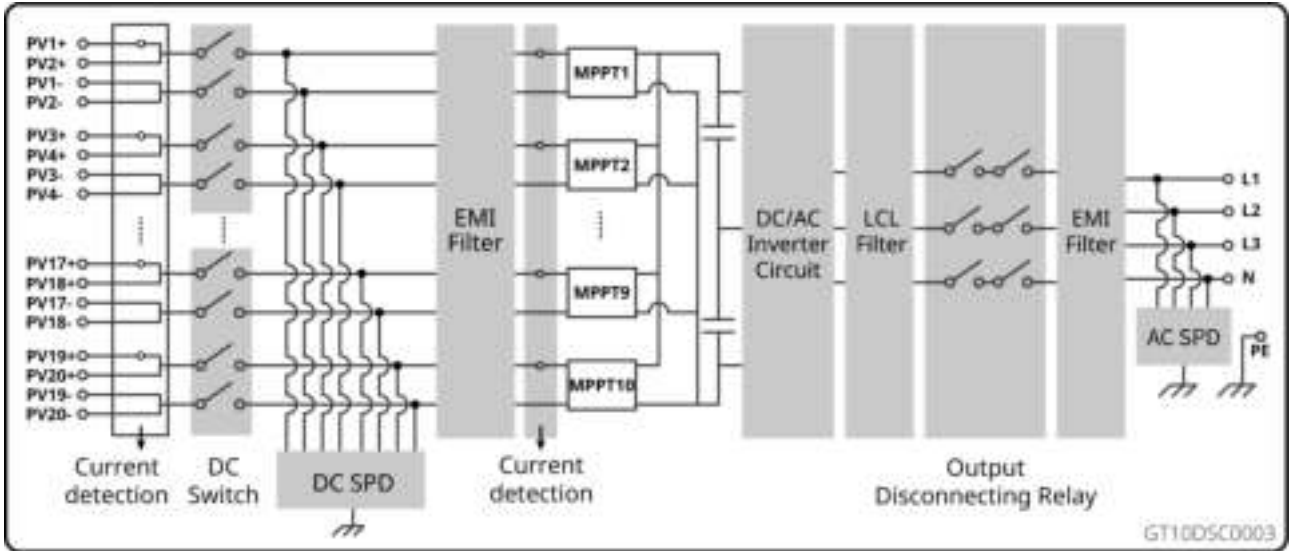 PV1+
PV2+
PV1-
PV2-
PV3+
PV4+
PV3-
PV4-
PV17+
PV18+
PV17-
PV18-
PV19+
PV20+
PV19-
PV20-
Current
detection
DC
Switch
DC SPD
EMI
Filter
Current
detection
MPPT1
MPPT2
MPPT9
MPPT10
DC/AC
Inverter
Circuit
LCL
Filter
Output
Disconnecting Relay
EMI
Filter
L1
L2
L3
N
AC SPD
PE
GT10DSC0003